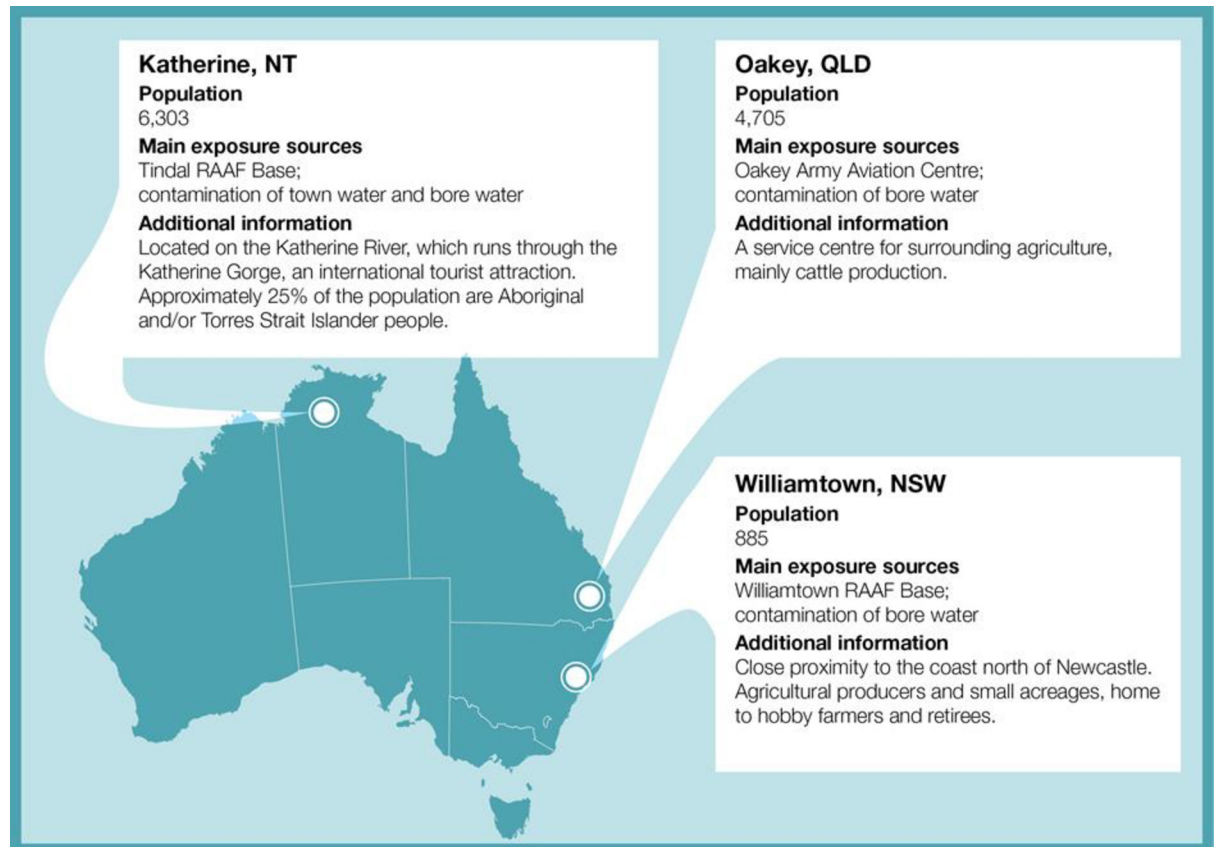 Katherine, NT
Population
6,303
Main exposure sources
Tindal RAAF Base;
contamination of town water and bore water
Additional information
Located on the Katherine River, which runs through the
Katherine Gorge, an international tourist attraction.
Approximately 25% of the population are Aboriginal
and/or Torres Strait Islander people.
Oakey, QLD
Population
4,705
Main exposure sources
Oakey Army Aviation Centre;
contamination of bore water
Additional information
A service centre for surrounding agriculture,
mainly cattle production.
Williamtown, NSW
Population
885
Main exposure sources
Williamtown RAAF Base;
contamination of bore water
Additional information
Close proximity to the coast north of Newcastle.
Agricultural producers and small acreages, home
to hobby farmers and retirees.